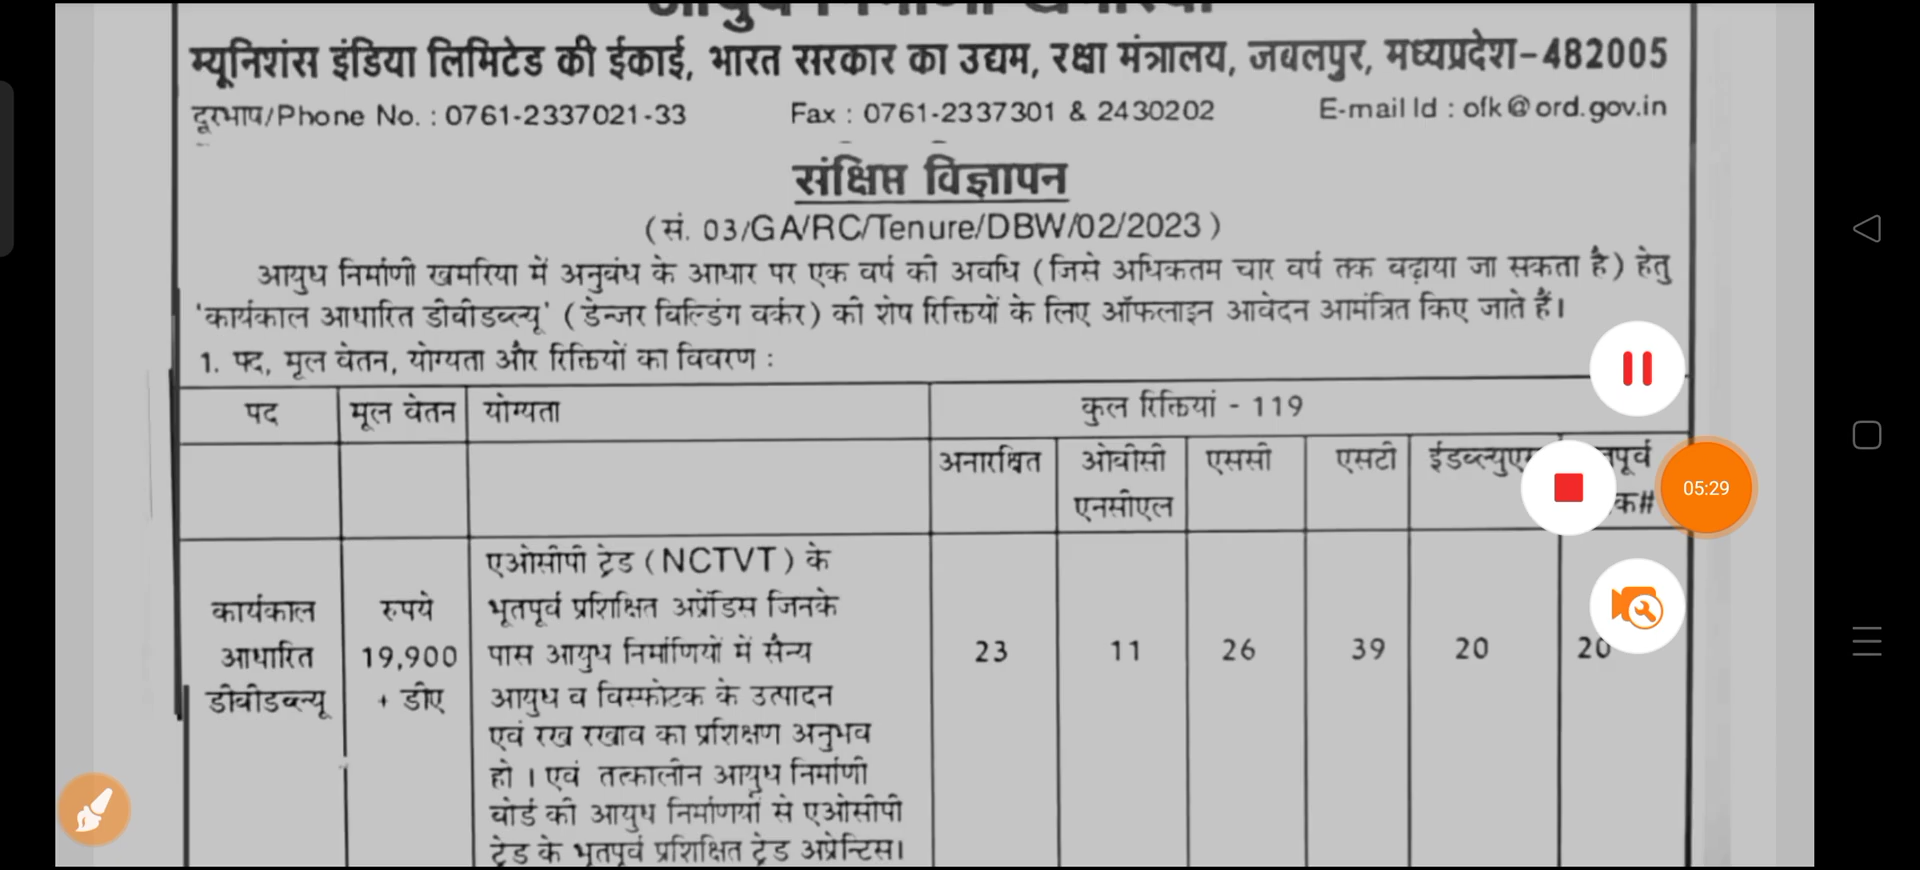 आयुध निर्माणी खमरिया
म्यूनिशंस इंडिया लिमिटेड की ईकाई, भारत सरकार का उद्यम, रक्षा मंत्रालय, जबलपुर, मध्यप्रदेश-482005
दूरभाष/Phone No. : 0761-2337021-33 Fax : 0761-2337301 & 2430202 E-mail Id : ofk@ord.gov.in
संक्षिप्त विज्ञापन
(सं. 03/GA/RC/Tenure/DBW/02/2023)
आयुध निर्माणी खमरिया में अनुबंध के आधार पर एक वर्ष की अवधि (जिसे अधिकतम चार वर्ष तक बढ़ाया जा सकता है) हेतु
'कार्यकाल आधारित डीबीडब्ल्यू' (डेन्जर बिल्डिंग वर्कर) की शेष रिक्तियों के लिए ऑफलाइन आवेदन आमंत्रित किए जाते हैं।
1. पद, मूल वेतन, योग्यता और रिक्तियों का विवरण :
पद मूल वेतन योग्यता कुल रिक्तियां - 119
अनारक्षित ओबीसी एससी एसटी
एनसीएल
एओसीपी ट्रेड (NCTVT) के
कार्यकाल रुपये भूतपूर्व प्रशिक्षित अप्रेंडिस जिनके
आधारित 19,900 पास आयुध निर्माणियों में सैन्य 23 11 26 39 20 20
डीबीडब्ल्यू + डीए आयुध व विस्फोटक के उत्पादन
एवं रख रखाव का प्रशिक्षण अनुभव
हो । एवं तत्कालीन आयुध निर्माणी
बोर्ड की आयुध निर्माणयों से एओसीपी
ट्रेड के भूतपूर्व प्रशिक्षित ट्रेड अप्रेन्टिस।
05:29